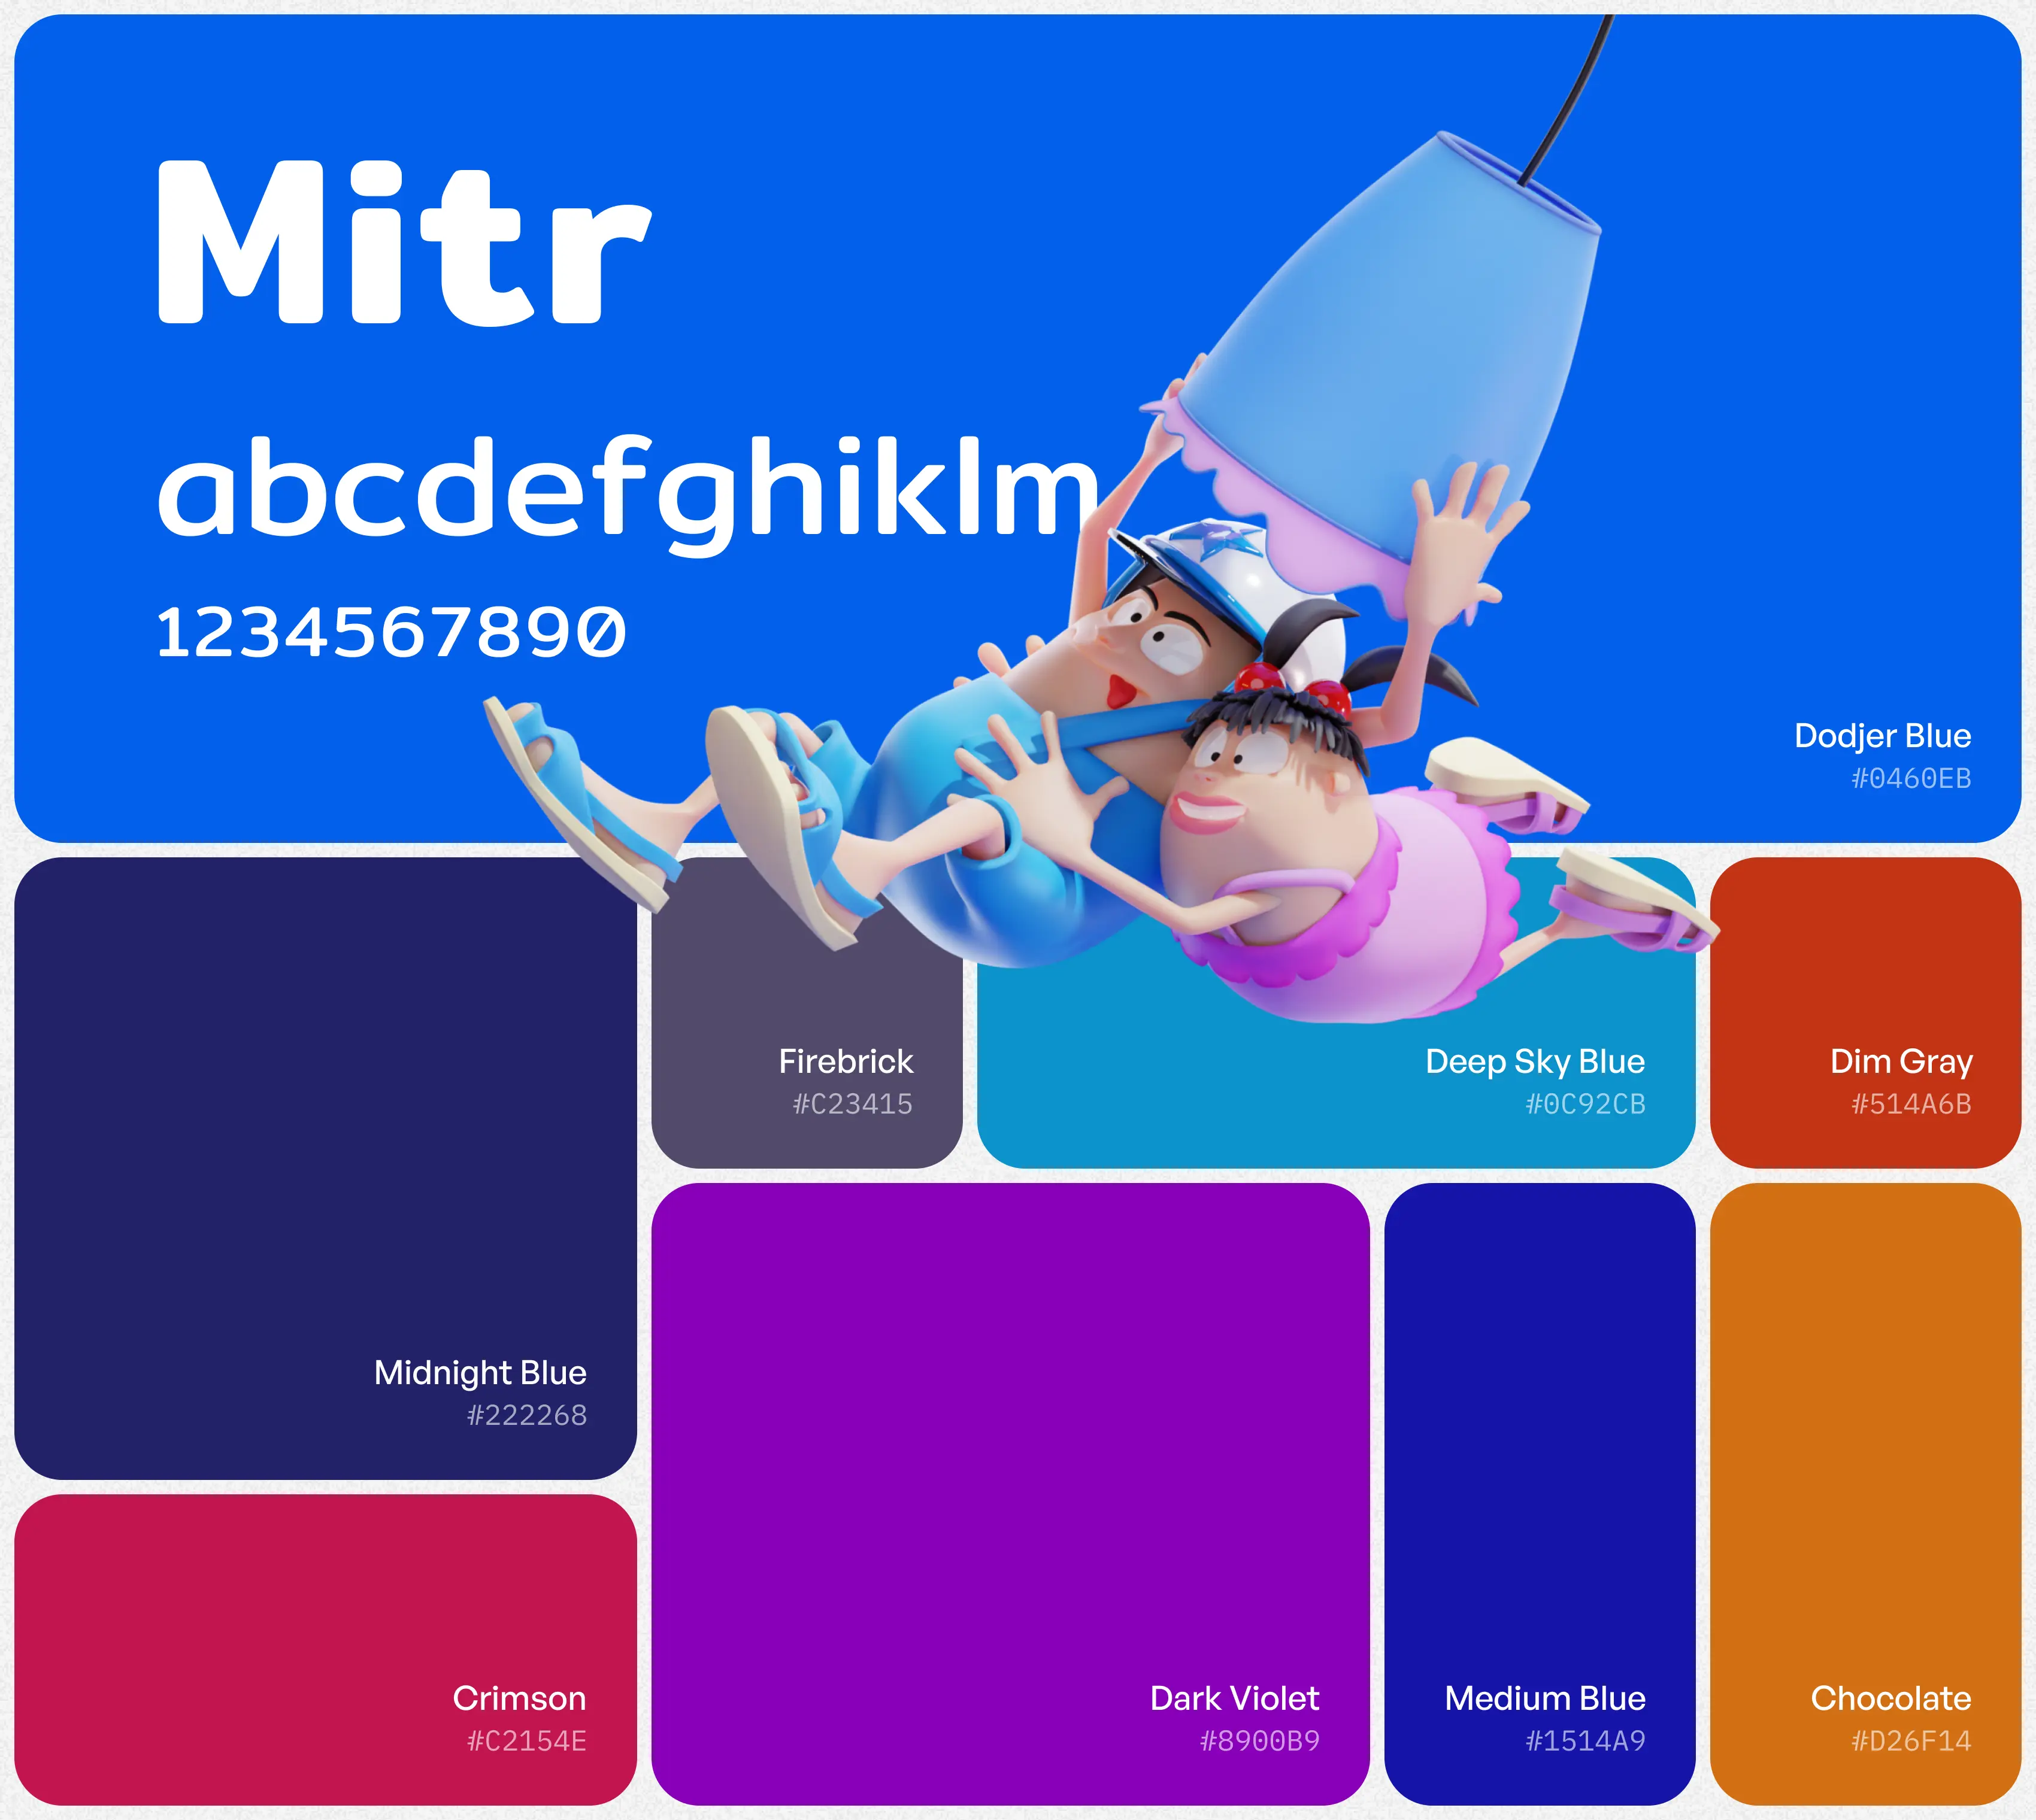 Mitr
abcdefghiklm
1234567890
Dodjer Blue
#0460EB
Firebrick
#C23415
Deep Sky Blue
#0C92CB
Dim Gray
#514A6B
Midnight Blue
#222268
Crimson
#C2154E
Dark Violet
#8900B9
Medium Blue
#1514A9
Chocolate
#D26F14